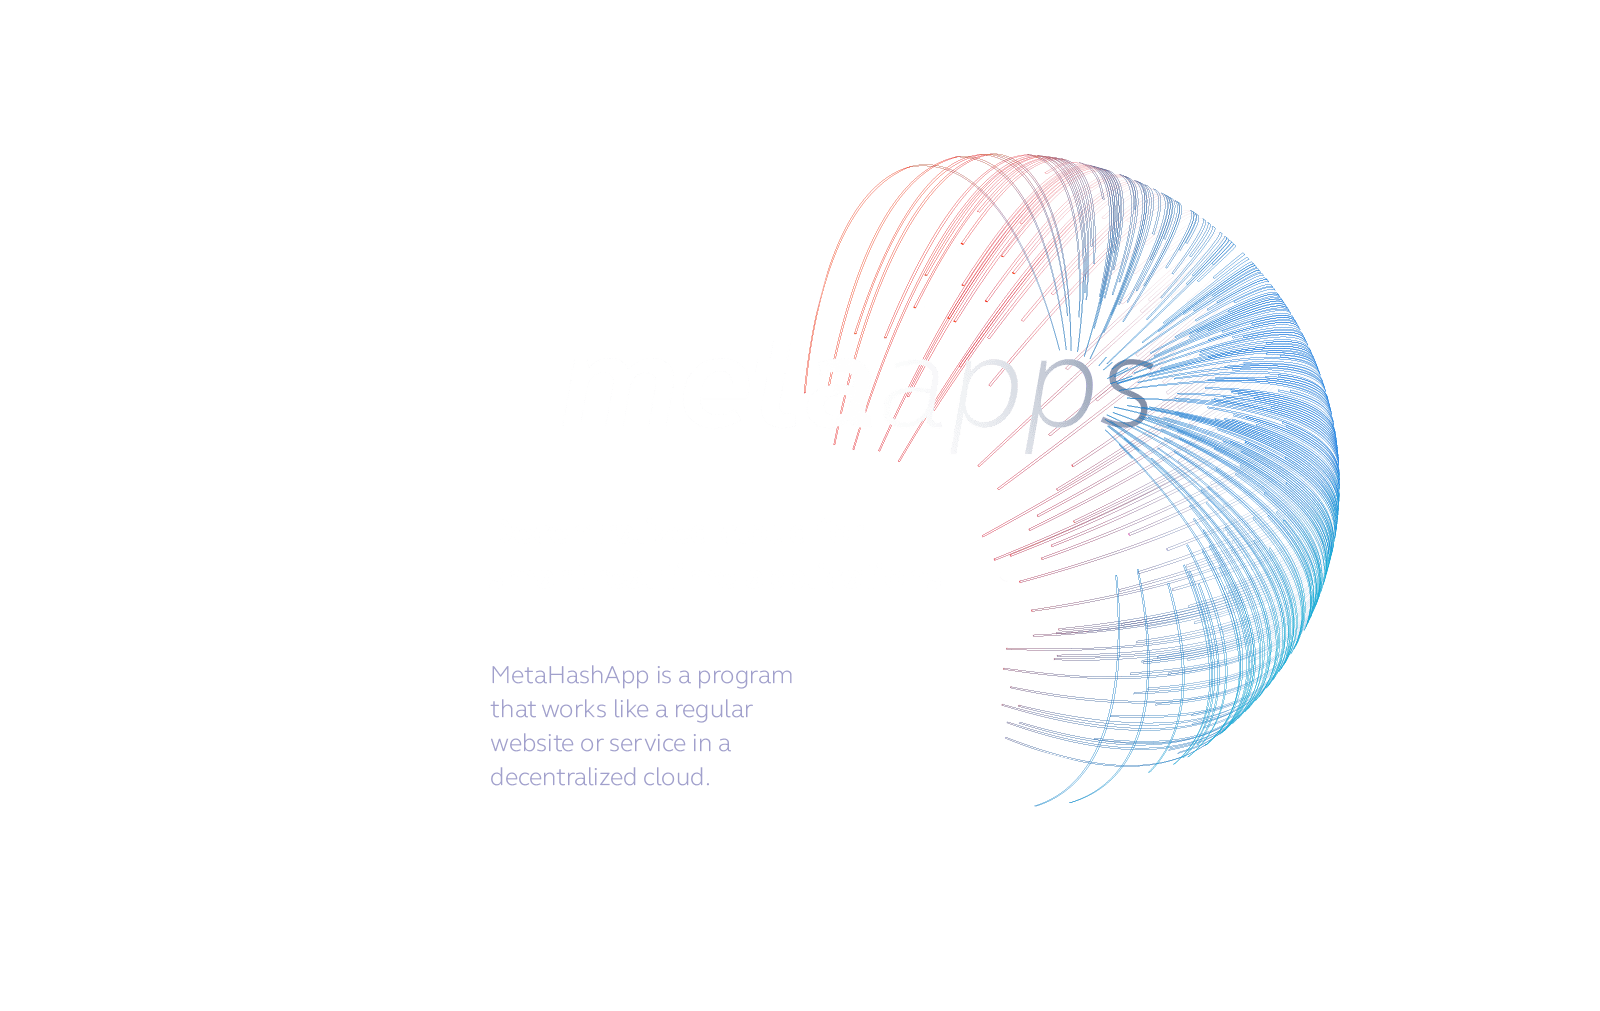 apps
MetaHashApp is a program
that works like a regular
website or service in a
decentralized cloud.